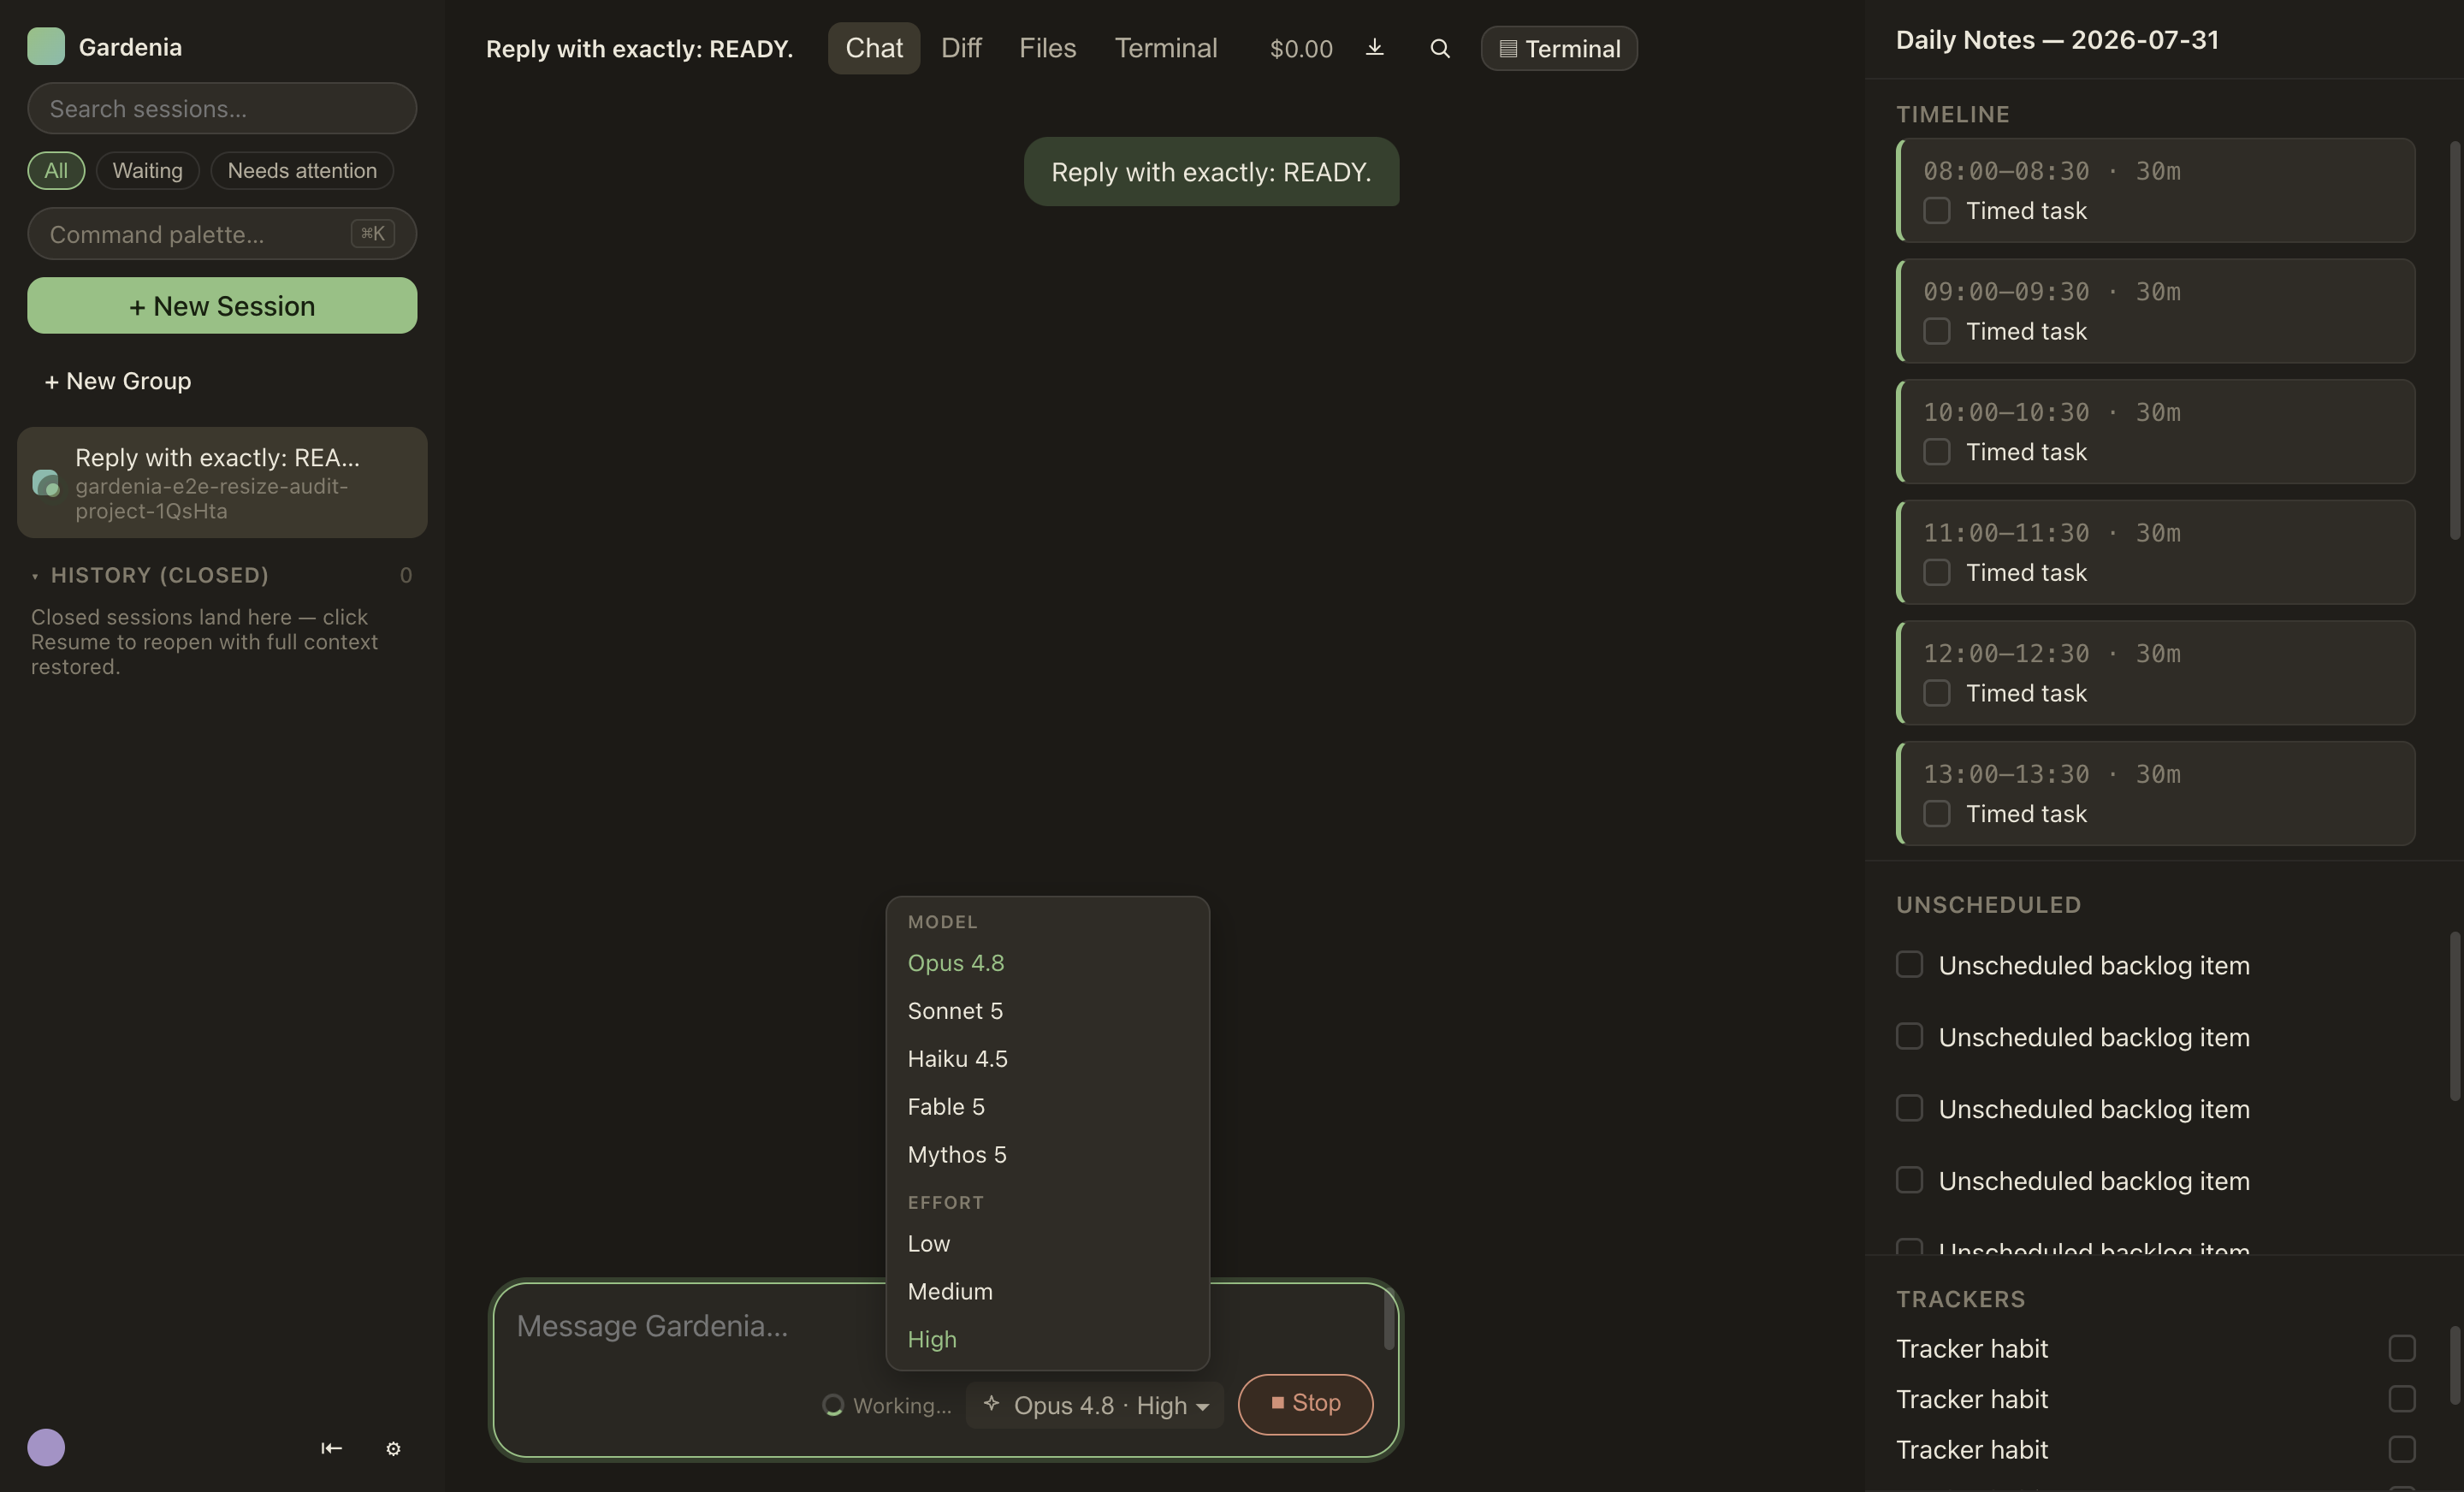 Gardenia
Search sessions...
All
Waiting
Needs attention
Command palette...
⌘K
+ New Session
+ New Group
Reply with exactly: REA...
gardenia-e2e-resize-audit-
project-1QsHta
HISTORY (CLOSED)
0
Closed sessions land here — click
Resume to reopen with full context
restored.
Reply with exactly: READY.
Chat
Diff
Files
Terminal
$0.00
Terminal
Reply with exactly: READY.
MODEL
Opus 4.8
Sonnet 5
Haiku 4.5
Fable 5
Mythos 5
EFFORT
Low
Medium
High
Message Gardenia...
Working...
Opus 4.8 · High
Stop
Daily Notes — 2026-07-31
TIMELINE
08:00–08:30 · 30m
Timed task
09:00–09:30 · 30m
Timed task
10:00–10:30 · 30m
Timed task
11:00–11:30 · 30m
Timed task
12:00–12:30 · 30m
Timed task
13:00–13:30 · 30m
Timed task
UNSCHEDULED
Unscheduled backlog item
Unscheduled backlog item
Unscheduled backlog item
Unscheduled backlog item
Unscheduled backlog item
TRACKERS
Tracker habit
Tracker habit
Tracker habit